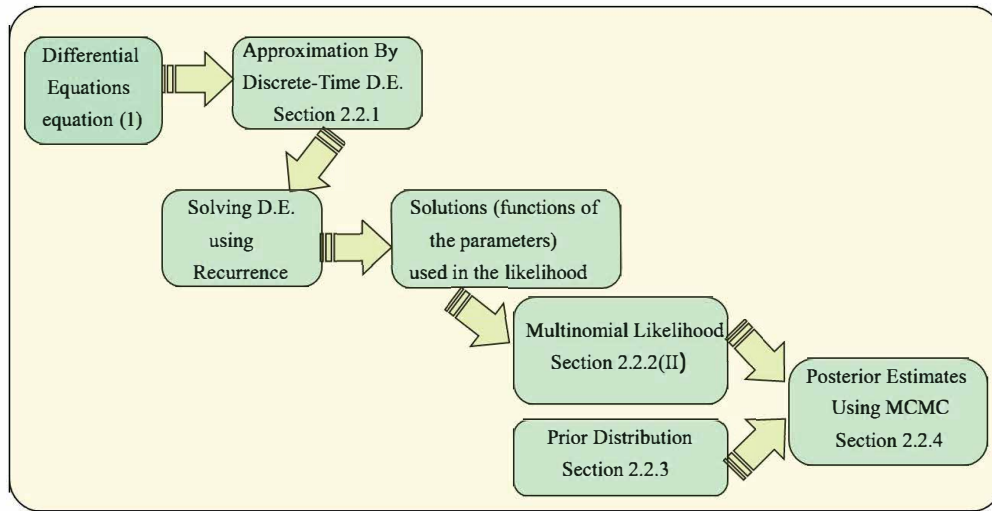 Differential
Equations
equation (1)
Approximation By
Discrete-Time D.E.
Section 2.2.1
Solving D.E.
using
Recurrence
Solutions (functions of
the parameters)
used in the likelihood
Multinomial Likelihood
Section 2.2.2(II)
Prior Distribution
Section 2.2.3
Posterior Estimates
Using MCMC
Section 2.2.4